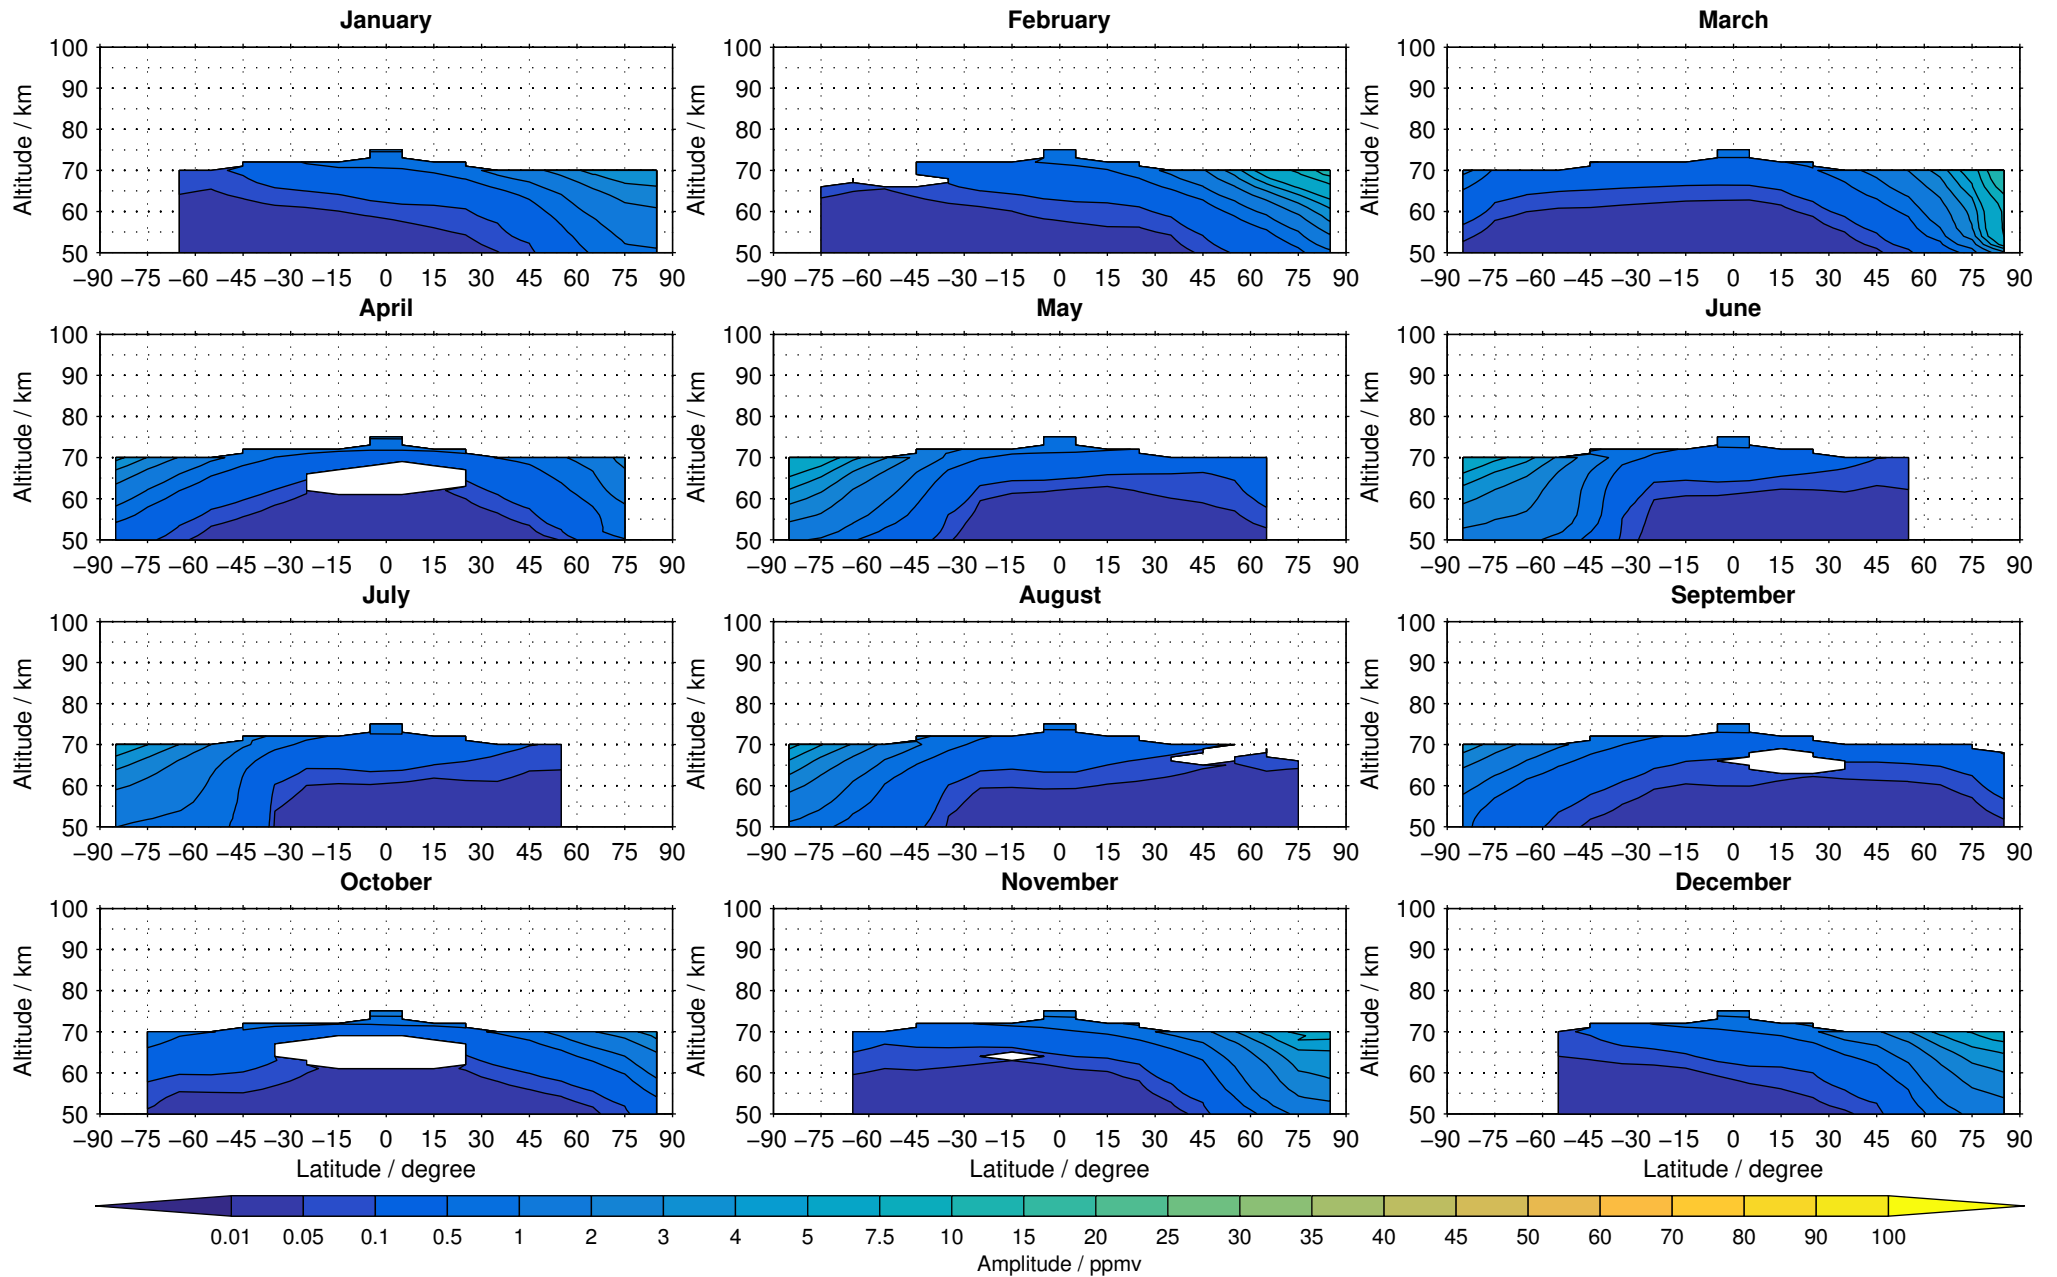 January February March
100 100 100
90 90 90
80 80 80
70 70 70
60 60 60
50 50 50
Altitude / km Altitude / km Altitude / km
−90 −75 −60 −45 −30 −15 0 15 30 45 60 75 90 −90 −75 −60 −45 −30 −15 0 15 30 45 60 75 90 −90 −75 −60 −45 −30 −15 0 15 30 45 60 75 90
April May June
100 100 100
90 90 90
80 80 80
70 70 70
60 60 60
50 50 50
Altitude / km Altitude / km Altitude / km
−90 −75 −60 −45 −30 −15 0 15 30 45 60 75 90 −90 −75 −60 −45 −30 −15 0 15 30 45 60 75 90 −90 −75 −60 −45 −30 −15 0 15 30 45 60 75 90
July August September
100 100 100
90 90 90
80 80 80
70 70 70
60 60 60
50 50 50
Altitude / km Altitude / km Altitude / km
−90 −75 −60 −45 −30 −15 0 15 30 45 60 75 90 −90 −75 −60 −45 −30 −15 0 15 30 45 60 75 90 −90 −75 −60 −45 −30 −15 0 15 30 45 60 75 90
October November December
100 100 100
90 90 90
80 80 80
70 70 70
60 60 60
50 50 50
Altitude / km Altitude / km Altitude / km
−90 −75 −60 −45 −30 −15 0 15 30 45 60 75 90 −90 −75 −60 −45 −30 −15 0 15 30 45 60 75 90 −90 −75 −60 −45 −30 −15 0 15 30 45 60 75 90
Latitude / degree Latitude / degree Latitude / degree
0.01 0.05 0.1 0.5 1 2 3 4 5 7.5 10 15 20 25 30 35 40 45 50 60 70 80 90 100
Amplitude / ppmv